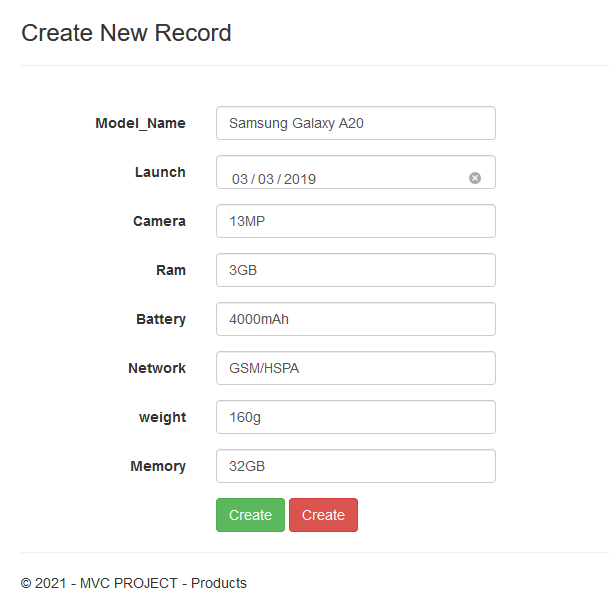 Create New Record
Model_Name Samsung Galaxy A20
Launch 03/03/2019
Camera 13MP
Ram 3GB
Battery 4000mAh
Network GSM/HSPA
weight 160g
Memory 32GB
Create Create
© 2021 - MVC PROJECT - Products